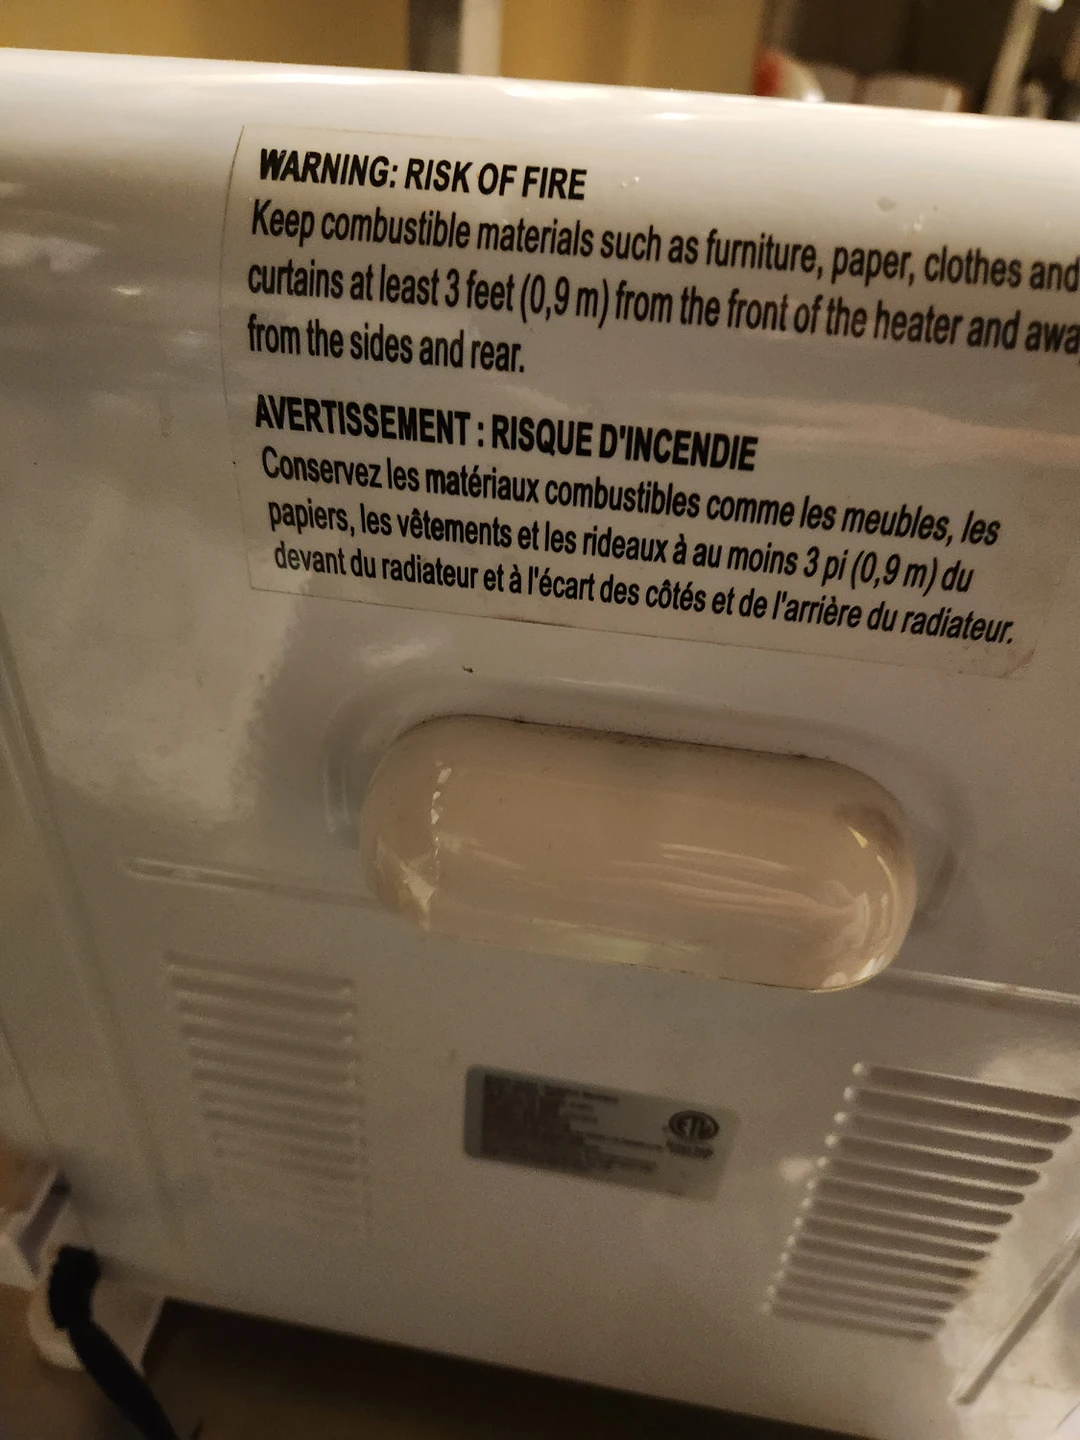 WARNING: RISK OF FIRE
Keep combustible materials such as furniture, paper, clothes and
curtains at least 3 feet (0,9 m) from the front of the heater and awa
from the sides and rear.
AVERTISSEMENT : RISQUE D'INCENDIE
Conservez les matériaux combustibles comme les meubles, les
papiers, les vêtements et les rideaux à au moins 3 pi (0,9 m) du
devant du radiateur et à l'écart des côtés et de l'arrière du radiateur.
ETL